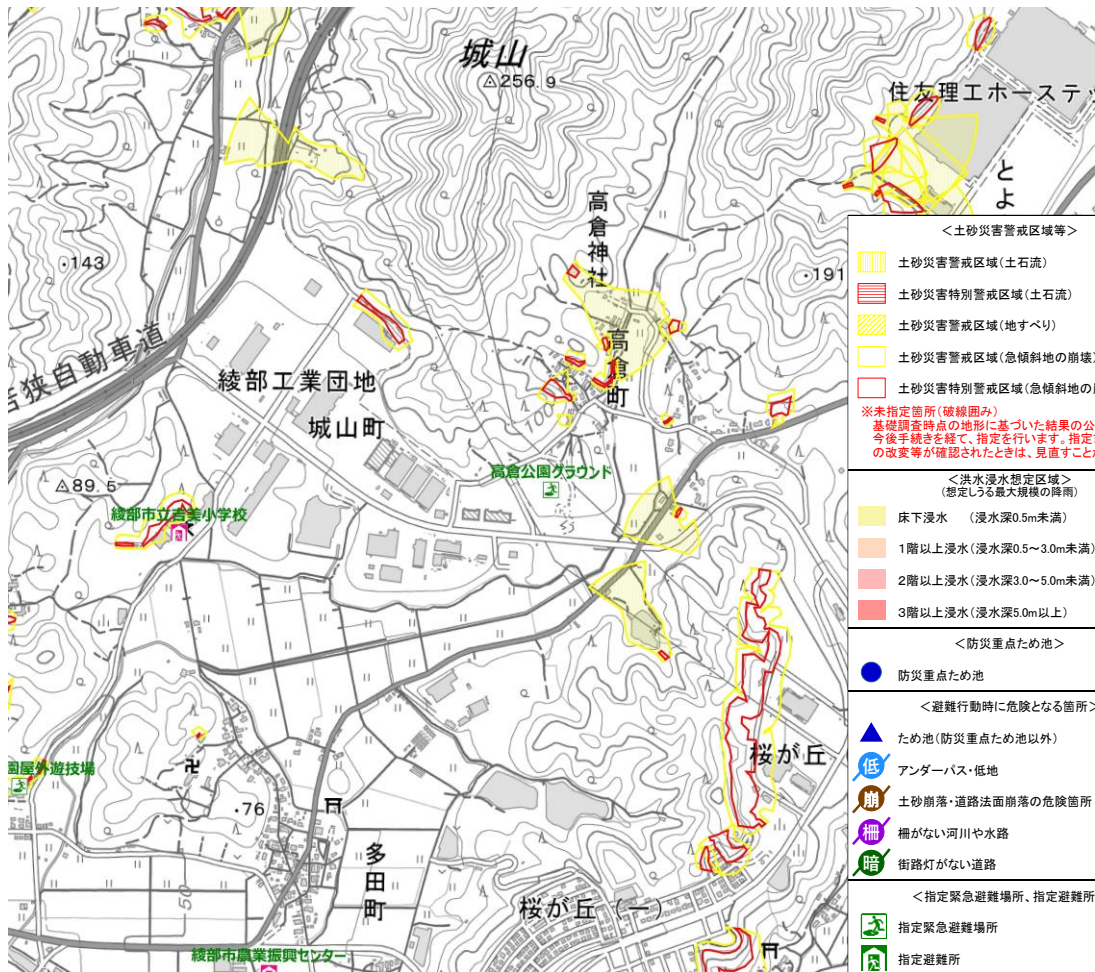 城山
△256.9
住友理工ホーステッ
とよ
高倉神社
・143
・191
高倉町
若狭自動車道
綾部工業団地
城山町
高倉公園グラウンド
△89.5
綾部市立吉美小学校
100
桜が丘
園屋外遊技場
卍
・76
多田町
50
桜が丘(一)
綾部市農業振興センター
<土砂災害警戒区域等>
土砂災害警戒区域(土石流)
土砂災害特別警戒区域(土石流)
土砂災害警戒区域(地すべり)
土砂災害警戒区域(急傾斜地の崩壊)
土砂災害特別警戒区域(急傾斜地の
※未指定箇所(破線囲み)
基礎調査時点の地形に基づいた結果の公
今後手続きを経て、指定を行います。指定
の改変等が確認されたときは、見直すこと
<洪水浸水想定区域>
(想定しうる最大規模の降雨)
床下浸水 (浸水深0.5m未満)
1階以上浸水(浸水深0.5~3.0m未満)
2階以上浸水(浸水深3.0~5.0m未満)
3階以上浸水(浸水深5.0m以上)
<防災重点ため池>
防災重点ため池
<避難行動時に危険となる箇所>
ため池(防災重点ため池以外)
低 アンダーパス・低地
崩 土砂崩落・道路法面崩落の危険箇所
柵 柵がない河川や水路
暗 街路灯がない道路
<指定緊急避難場所、指定避難所
指定緊急避難場所
指定避難所